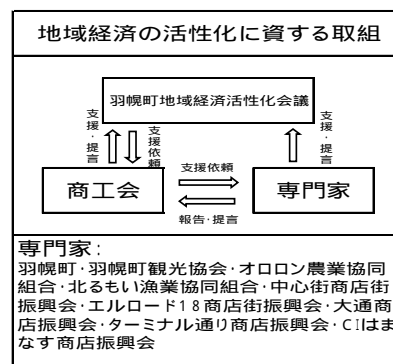 地域経済の活性化に資する取組
羽幌町地域経済活性化会議
支援・提言
支援依頼
支援・提言
商工会
支援依頼
報告・提言
専門家
専門家：
羽幌町・羽幌町観光協会・オロロン農業協同
組合・北るもい漁業協同組合・中心街商店街
振興会・エルロード18商店街振興会・大通商
店振興会・ターミナル通り商店振興会・CIはま
なす商店振興会